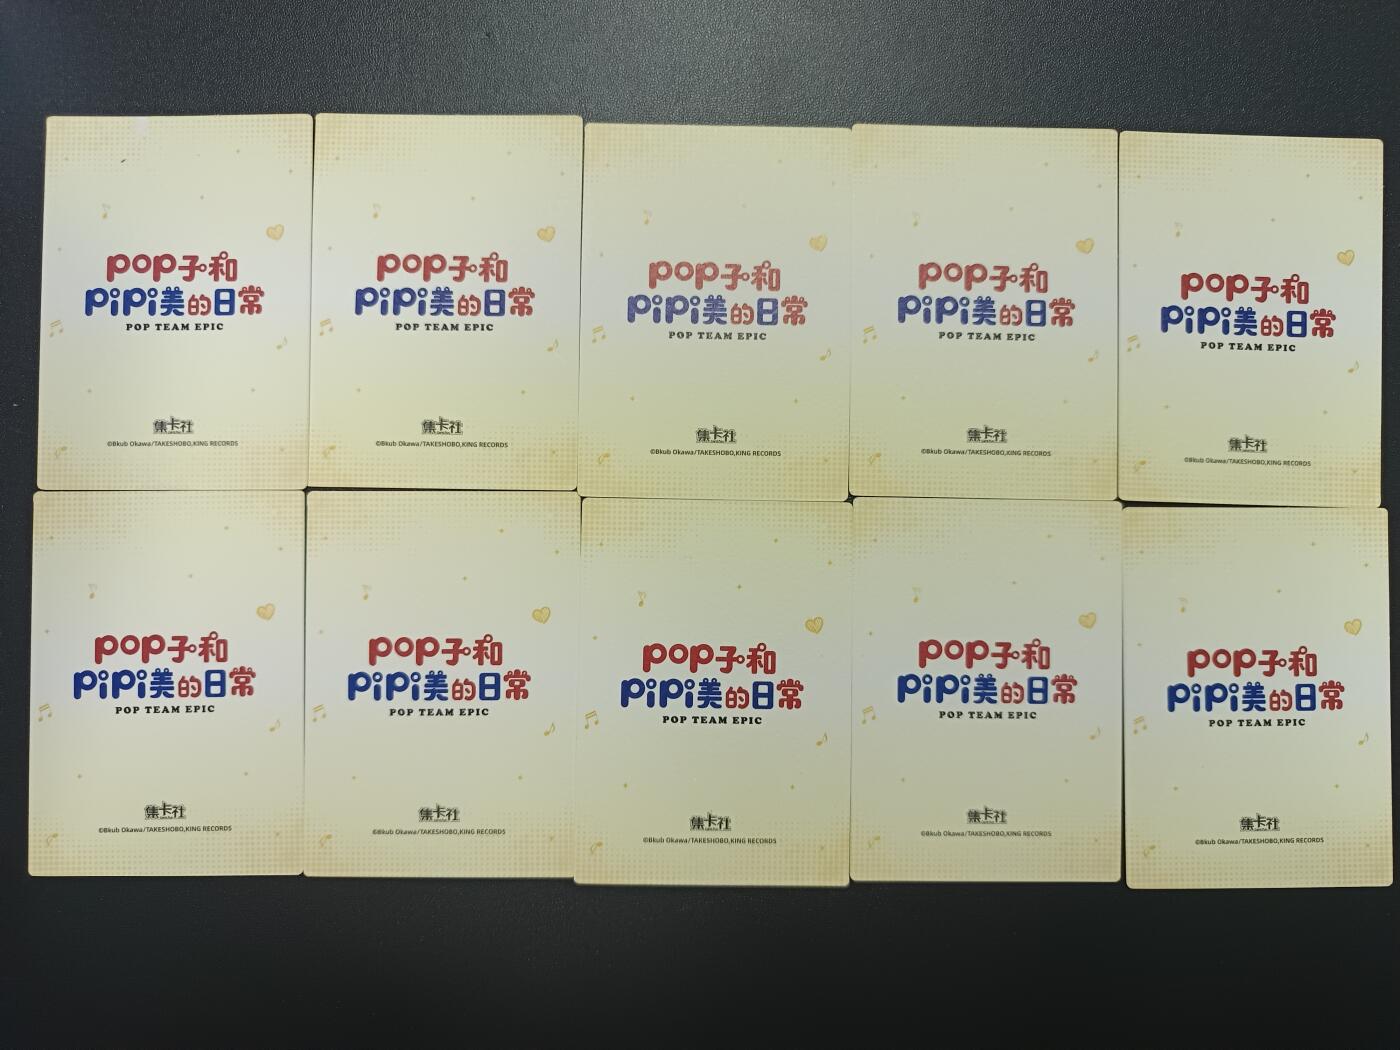 pop子和
pipi美的日常
POP TEAM EPIC
集卡社
©Bkub Okawa/TAKESHOBO,KING RECORDS
pop子和
pipi美的日常
POP TEAM EPIC
集卡社
©Bkub Okawa/TAKESHOBO,KING RECORDS
pop子和
pipi美的日常
POP TEAM EPIC
集卡社
©Bkub Okawa/TAKESHOBO,KING RECORDS
pop子和
pipi美的日常
POP TEAM EPIC
集卡社
©Bkub Okawa/TAKESHOBO,KING RECORDS
pop子和
pipi美的日常
POP TEAM EPIC
集卡社
©Bkub Okawa/TAKESHOBO,KING RECORDS
pop子和
pipi美的日常
POP TEAM EPIC
集卡社
©Bkub Okawa/TAKESHOBO,KING RECORDS
pop子和
pipi美的日常
POP TEAM EPIC
集卡社
©Bkub Okawa/TAKESHOBO,KING RECORDS
pop子和
pipi美的日常
POP TEAM EPIC
集卡社
©Bkub Okawa/TAKESHOBO,KING RECORDS
pop子和
pipi美的日常
POP TEAM EPIC
集卡社
©Bkub Okawa/TAKESHOBO,KING RECORDS
pop子和
pipi美的日常
POP TEAM EPIC
集卡社
©Bkub Okawa/TAKESHOBO,KING RECORDS